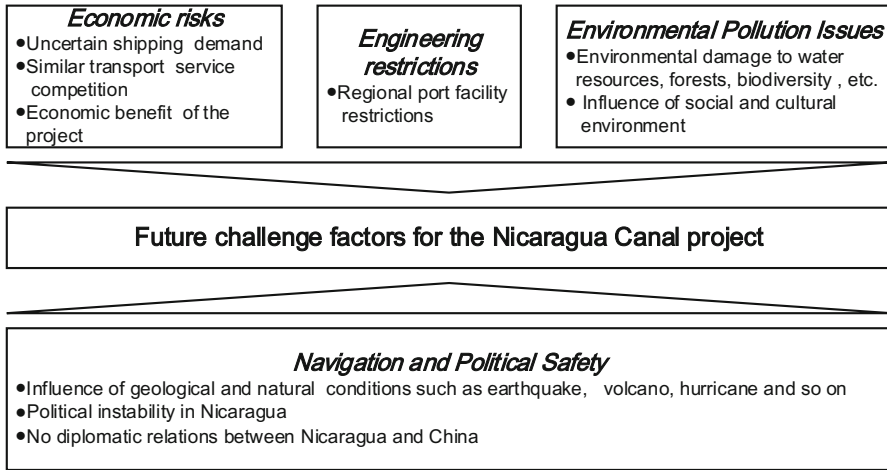 Economic risks
●Uncertain shipping demand
●Similar transport service
competition
●Economic benefit of the
project
Engineering
restrictions
●Regional port facility
restrictions
Environmental Pollution Issues
●Environmental damage to water
resources, forests, biodiversity , etc.
● Influence of social and cultural
environment
Future challenge factors for the Nicaragua Canal project
Navigation and Political Safety
●Influence of geological and natural conditions such as earthquake, volcano, hurricane and so on
●Political instability in Nicaragua
●No diplomatic relations between Nicaragua and China